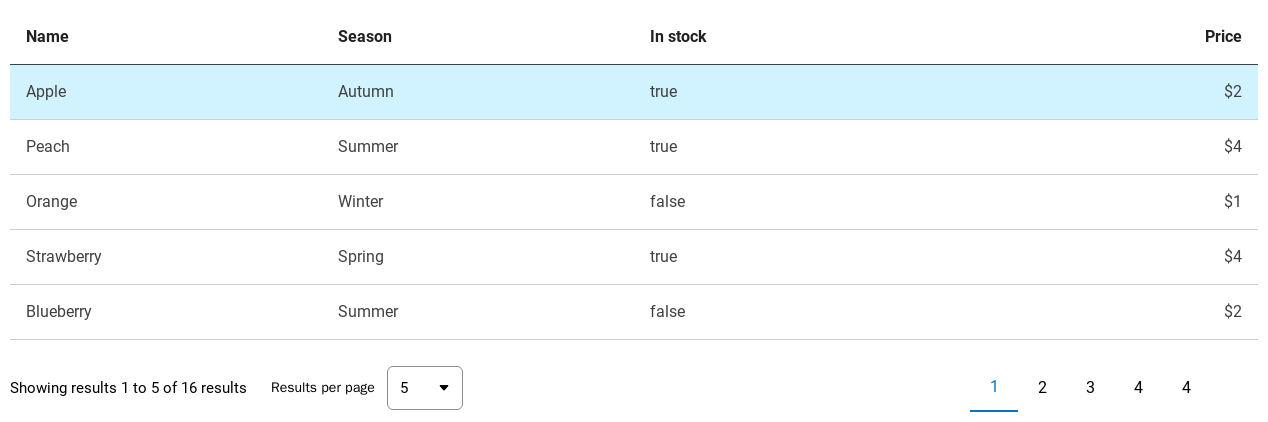 Name Season In stock Price
Apple Autumn true $2
Peach Summer true $4
Orange Winter false $1
Strawberry Spring true $4
Blueberry Summer false $2
Showing results 1 to 5 of 16 results Results per page 5 1 2 3 4 4